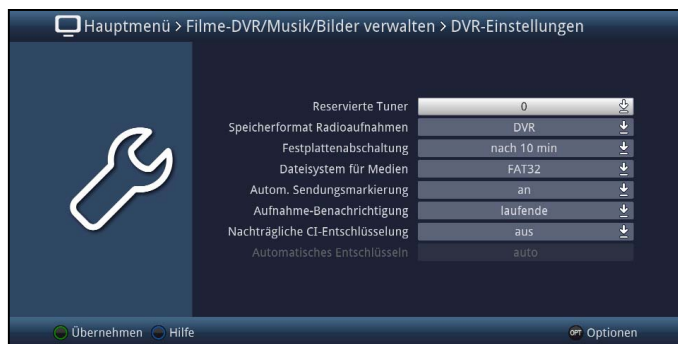 Hauptmenü > Filme-DVR/Musik/Bilder verwalten > DVR-Einstellungen
Reservierte Tuner 0
Speicherformat Radioaufnahmen DVR
Festplattenabschaltung nach 10 min
Dateisystem für Medien FAT32
Autom. Sendungsmarkierung an
Aufnahme-Benachrichtigung laufende
Nachträgliche CI-Entschlüsselung aus
Automatisches Entschlüsseln auto
Übernehmen Hilfe OPT Optionen